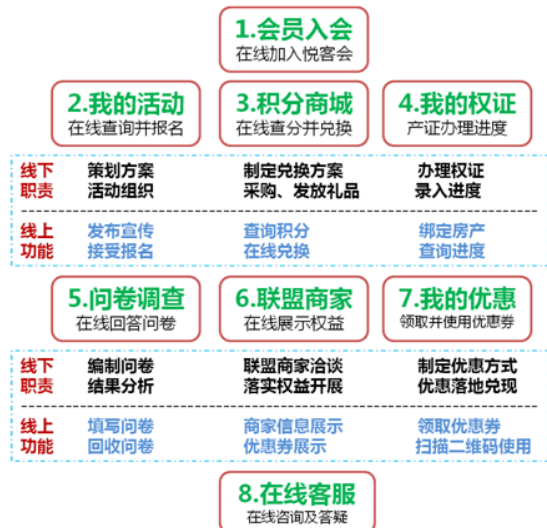 1.会员入会
在线加入悦客会
2.我的活动 3.积分商城 4.我的权证
在线查询并报名 在线查分并兑换 产证办理进度
线下 策划方案 制定兑换方案 办理权证
职责 活动组织 采购、发放礼品 录入进度
线上 发布宣传 查询积分 绑定房产
功能 接受报名 在线兑换 查询进度
5.问卷调查 6.联盟商家 7.我的优惠
在线回答问卷 在线展示权益 领取并使用优惠券
线下 编制问卷 联盟商家洽谈 制定优惠方式
职责 结果分析 落实权益开展 优惠落地兑现
线上 填写问卷 商家信息展示 领取优惠券
功能 回收问卷 优惠券展示 扫描二维码使用
8.在线客服
在线咨询及答疑